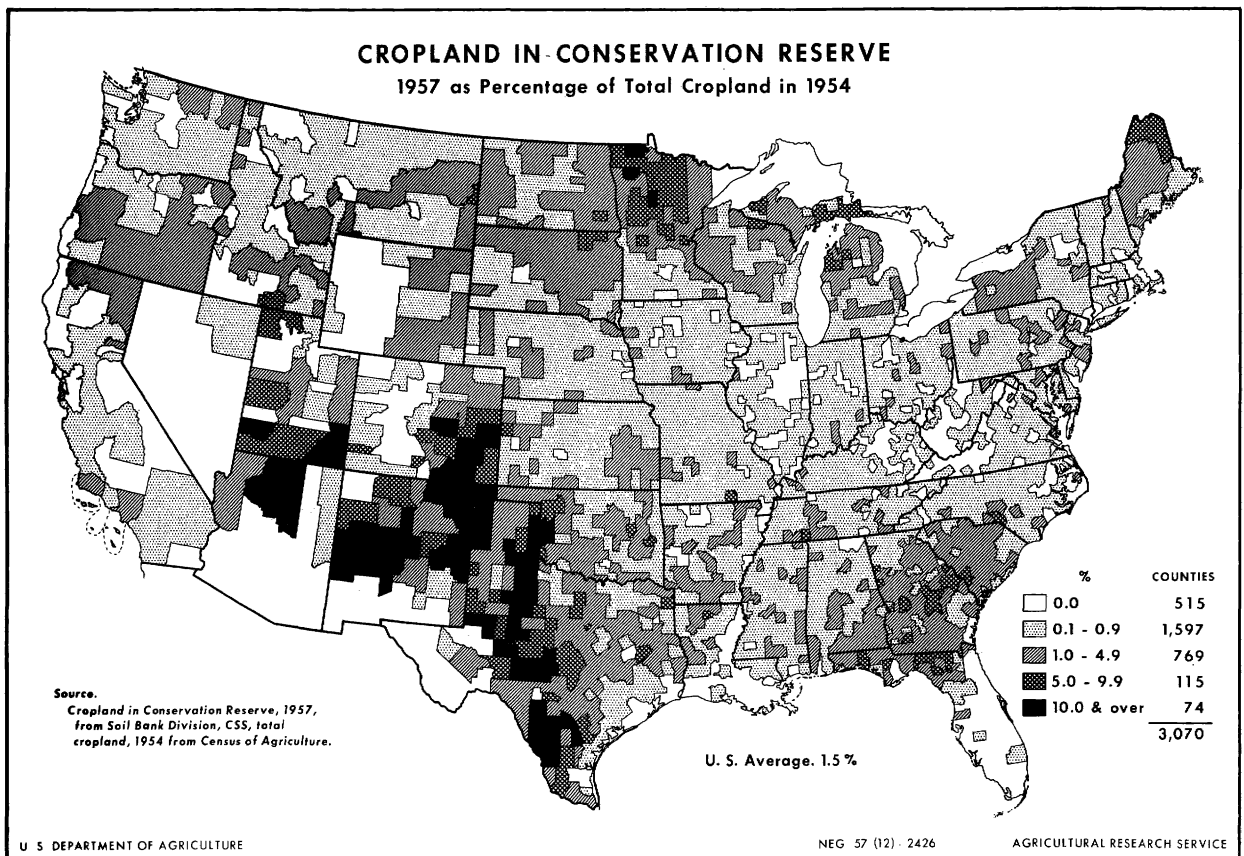 CROPLAND IN CONSERVATION RESERVE
1957 as Percentage of Total Cropland in 1954
% COUNTIES
0.0 515
0.1 - 0.9 1,597
1.0 - 4.9 769
5.0 - 9.9 115
10.0 & over 74
3,070
Source.
Cropland in Conservation Reserve, 1957,
from Soil Bank Division, CSS, total
cropland, 1954 from Census of Agriculture.
U. S. Average. 1.5 %
U S DEPARTMENT OF AGRICULTURE
NEG 57 (12) - 2426
AGRICULTURAL RESEARCH SERVICE